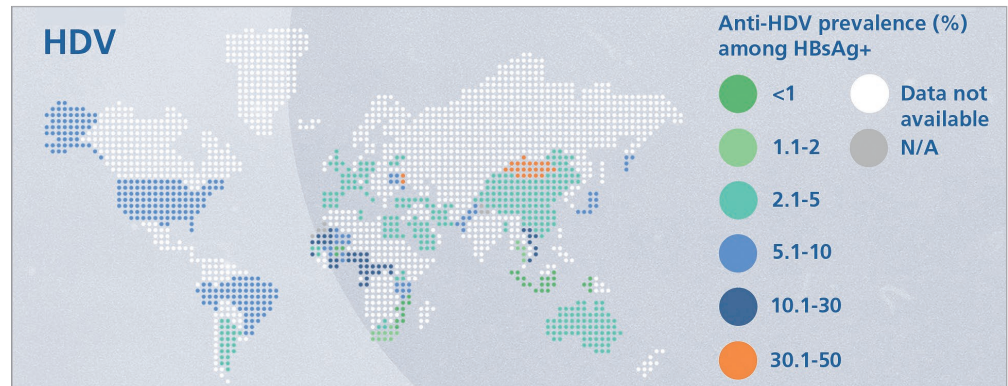 HDV
Anti-HDV prevalence (%)
among HBsAg+
<1
1.1-2
2.1-5
5.1-10
10.1-30
30.1-50
Data not
available
N/A